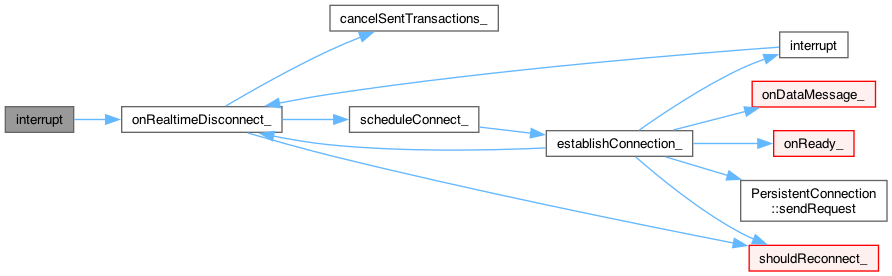 cancelSentTransactions_
interrupt
onDataMessage_
interrupt
onRealtimeDisconnect_
scheduleConnect_
establishConnection_
onReady_
PersistentConnection
::sendRequest
shouldReconnect_